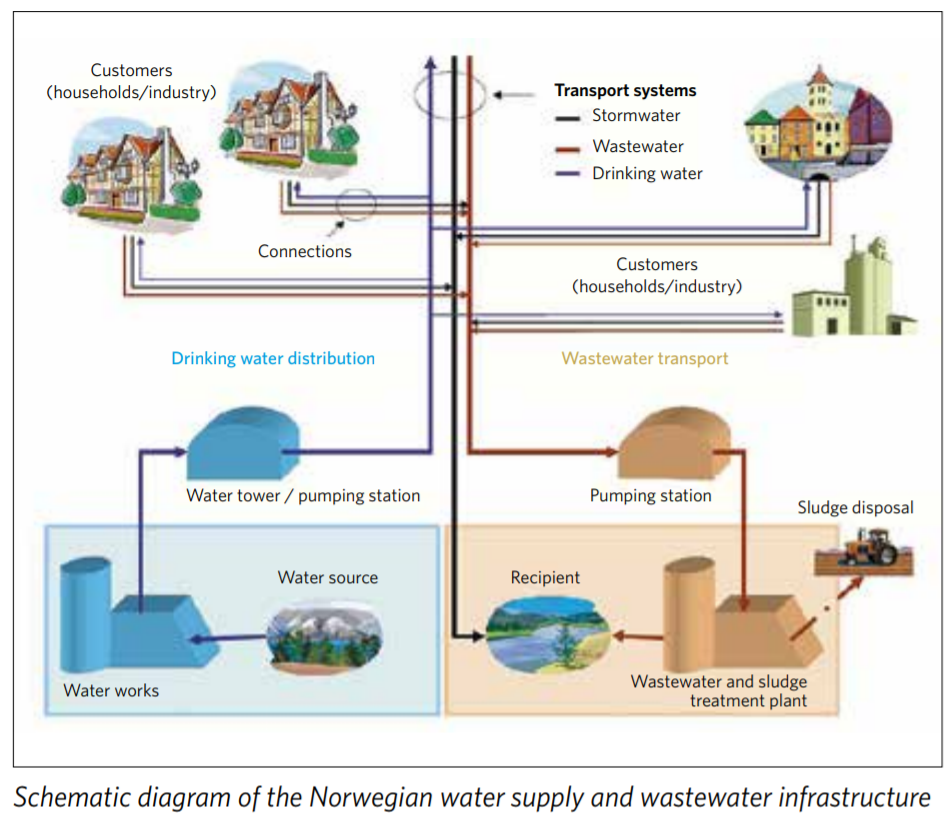 Customers
(households/industry)
Transport systems
Stormwater
Wastewater
Drinking water
Connections
Customers
(households/industry)
Drinking water distribution
Wastewater transport
Water tower / pumping station
Pumping station
Sludge disposal
Water source
Recipient
Water works
Wastewater and sludge
treatment plant
Schematic diagram of the Norwegian water supply and wastewater infrastructure